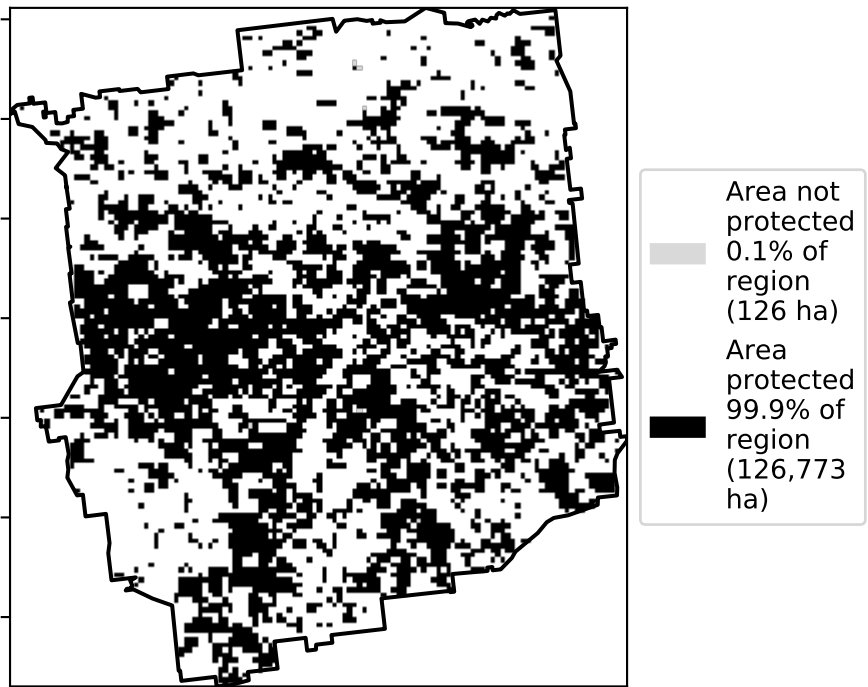 Area not
protected
0.1% of
region
(126 ha)
Area
protected
99.9% of
region
(126,773
ha)